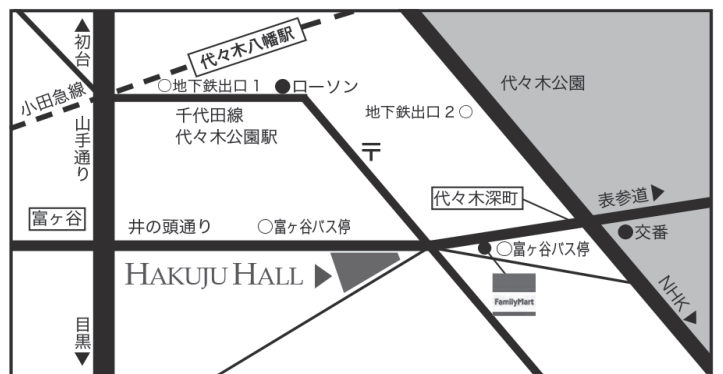 ▲初台
代々木八幡駅
小田急線
○地下鉄出口1
●ローソン
代々木公園
千代田線
代々木公園駅
地下鉄出口2○
山手通り
〒
代々木深町
表参道▶
富ヶ谷
井の頭通り
○富ヶ谷バス停
●交番
○富ヶ谷バス停
HAKUJU HALL ▶
FamilyMart
NHK▶
目黒▼